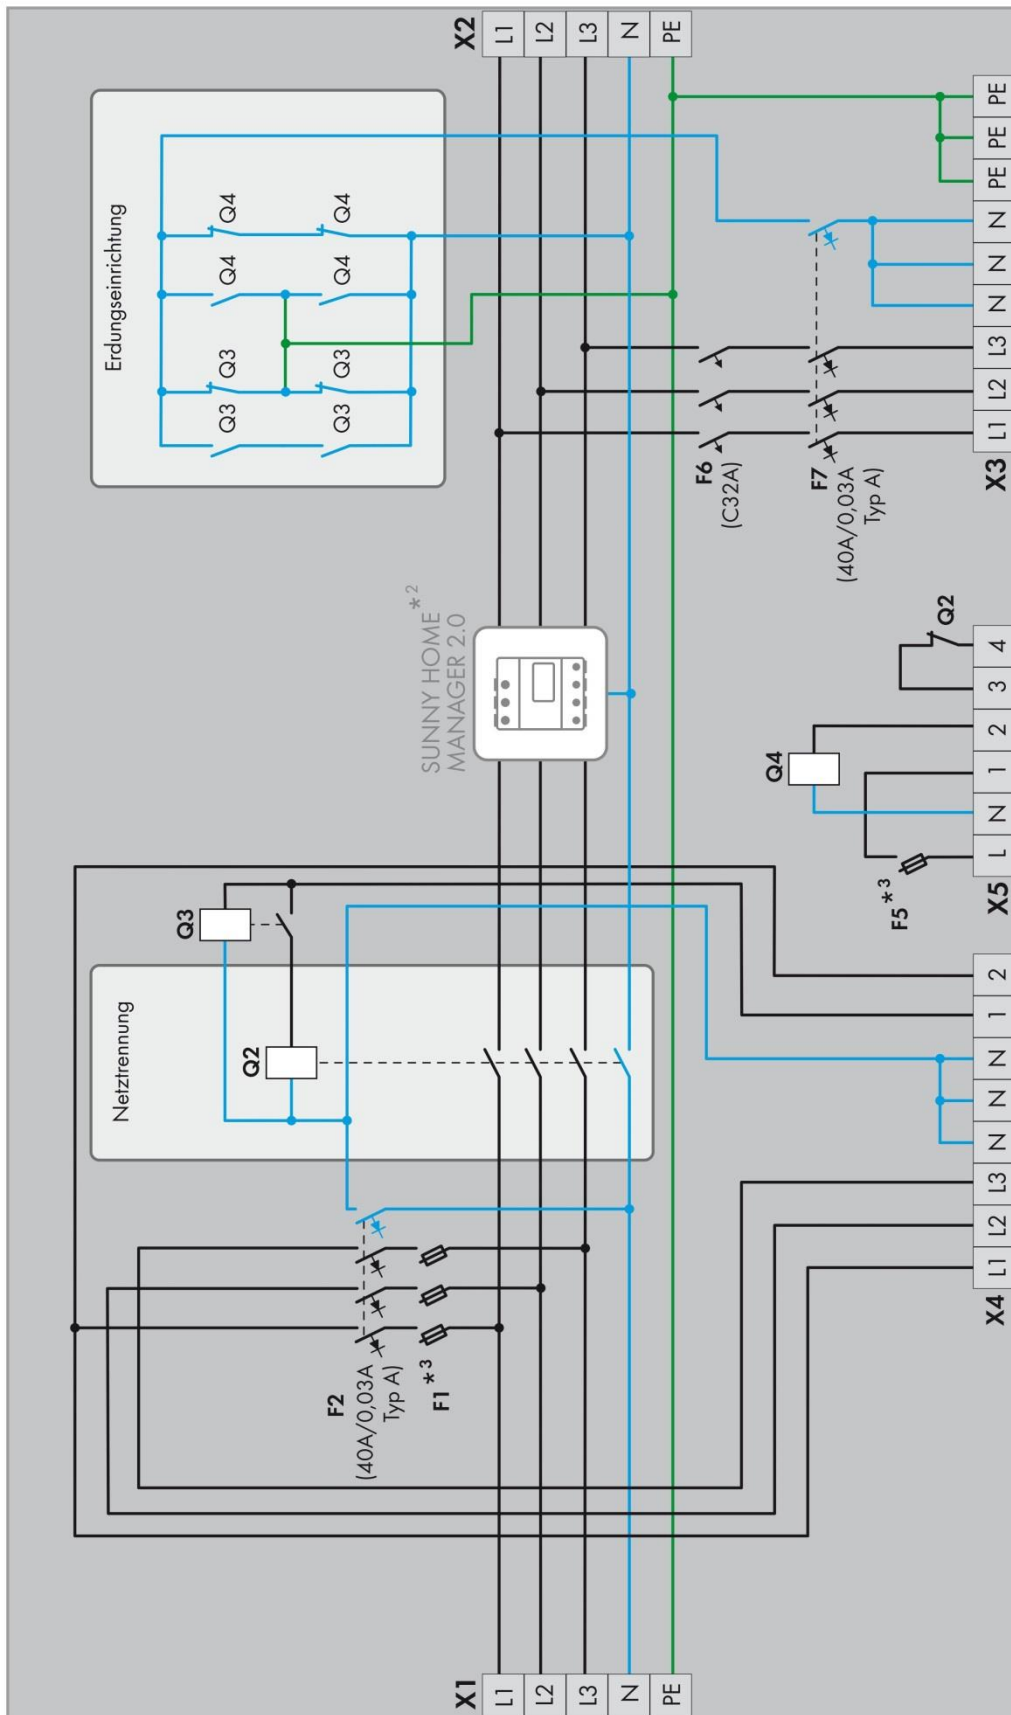 X2
L1
L2
L3
N
PE
Erdungseinrichtung
Q4
Q4
Q4
Q4
Q3
Q3
Q3
Q3
PE
PE
PE
N
N
N
L3
L2
L1
X3
F6
(C32A)
F7
(40A/0,03A
Typ A)
SUNNY HOME
MANAGER 2.0 *2
Q2
4
3
2
1
N
L
X5
Q4
F5 *3
Q3
Netztrennung
Q2
2
1
N
N
N
L3
L2
L1
X4
F2
(40A/0,03A
Typ A)
F1 *3
X1
L1
L2
L3
N
PE